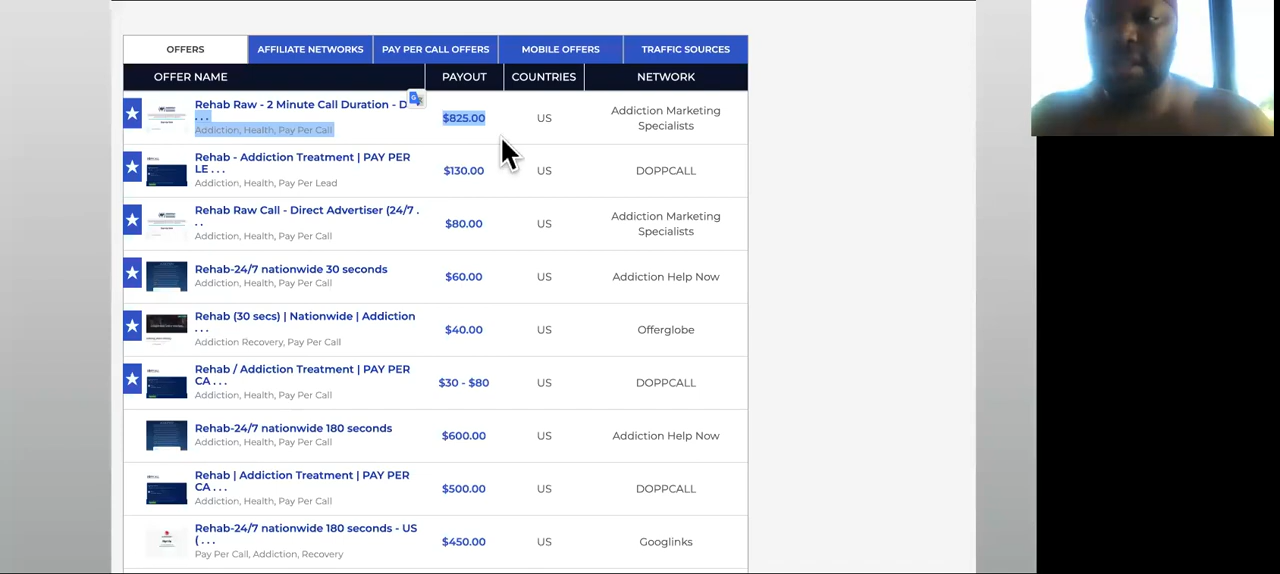 OFFERS AFFILIATE NETWORKS PAY PER CALL OFFERS MOBILE OFFERS TRAFFIC SOURCES
OFFER NAME PAYOUT COUNTRIES NETWORK
Rehab Raw - 2 Minute Call Duration - D
. . .
Addiction, Health, Pay Per Call
$825.00
US
Addiction Marketing
Specialists
Rehab - Addiction Treatment | PAY PER
LE . . .
Addiction, Health, Pay Per Lead
$130.00
US
DOPPCALL
Rehab Raw Call - Direct Advertiser (24/7 .
. .
Addiction, Health, Pay Per Call
$80.00
US
Addiction Marketing
Specialists
Rehab-24/7 nationwide 30 seconds
Addiction, Health, Pay Per Call
$60.00
US
Addiction Help Now
Rehab (30 secs) | Nationwide | Addiction
. . .
Addiction Recovery, Pay Per Call
$40.00
US
Offerglobe
Rehab / Addiction Treatment | PAY PER
CA . . .
Addiction, Health, Pay Per Call
$30 - $80
US
DOPPCALL
Rehab-24/7 nationwide 180 seconds
Addiction, Health, Pay Per Call
$600.00
US
Addiction Help Now
Rehab | Addiction Treatment | PAY PER
CA . . .
Addiction, Health, Pay Per Call
$500.00
US
DOPPCALL
Rehab-24/7 nationwide 180 seconds - US
( . . .
Pay Per Call, Addiction, Recovery
$450.00
US
Googlinks